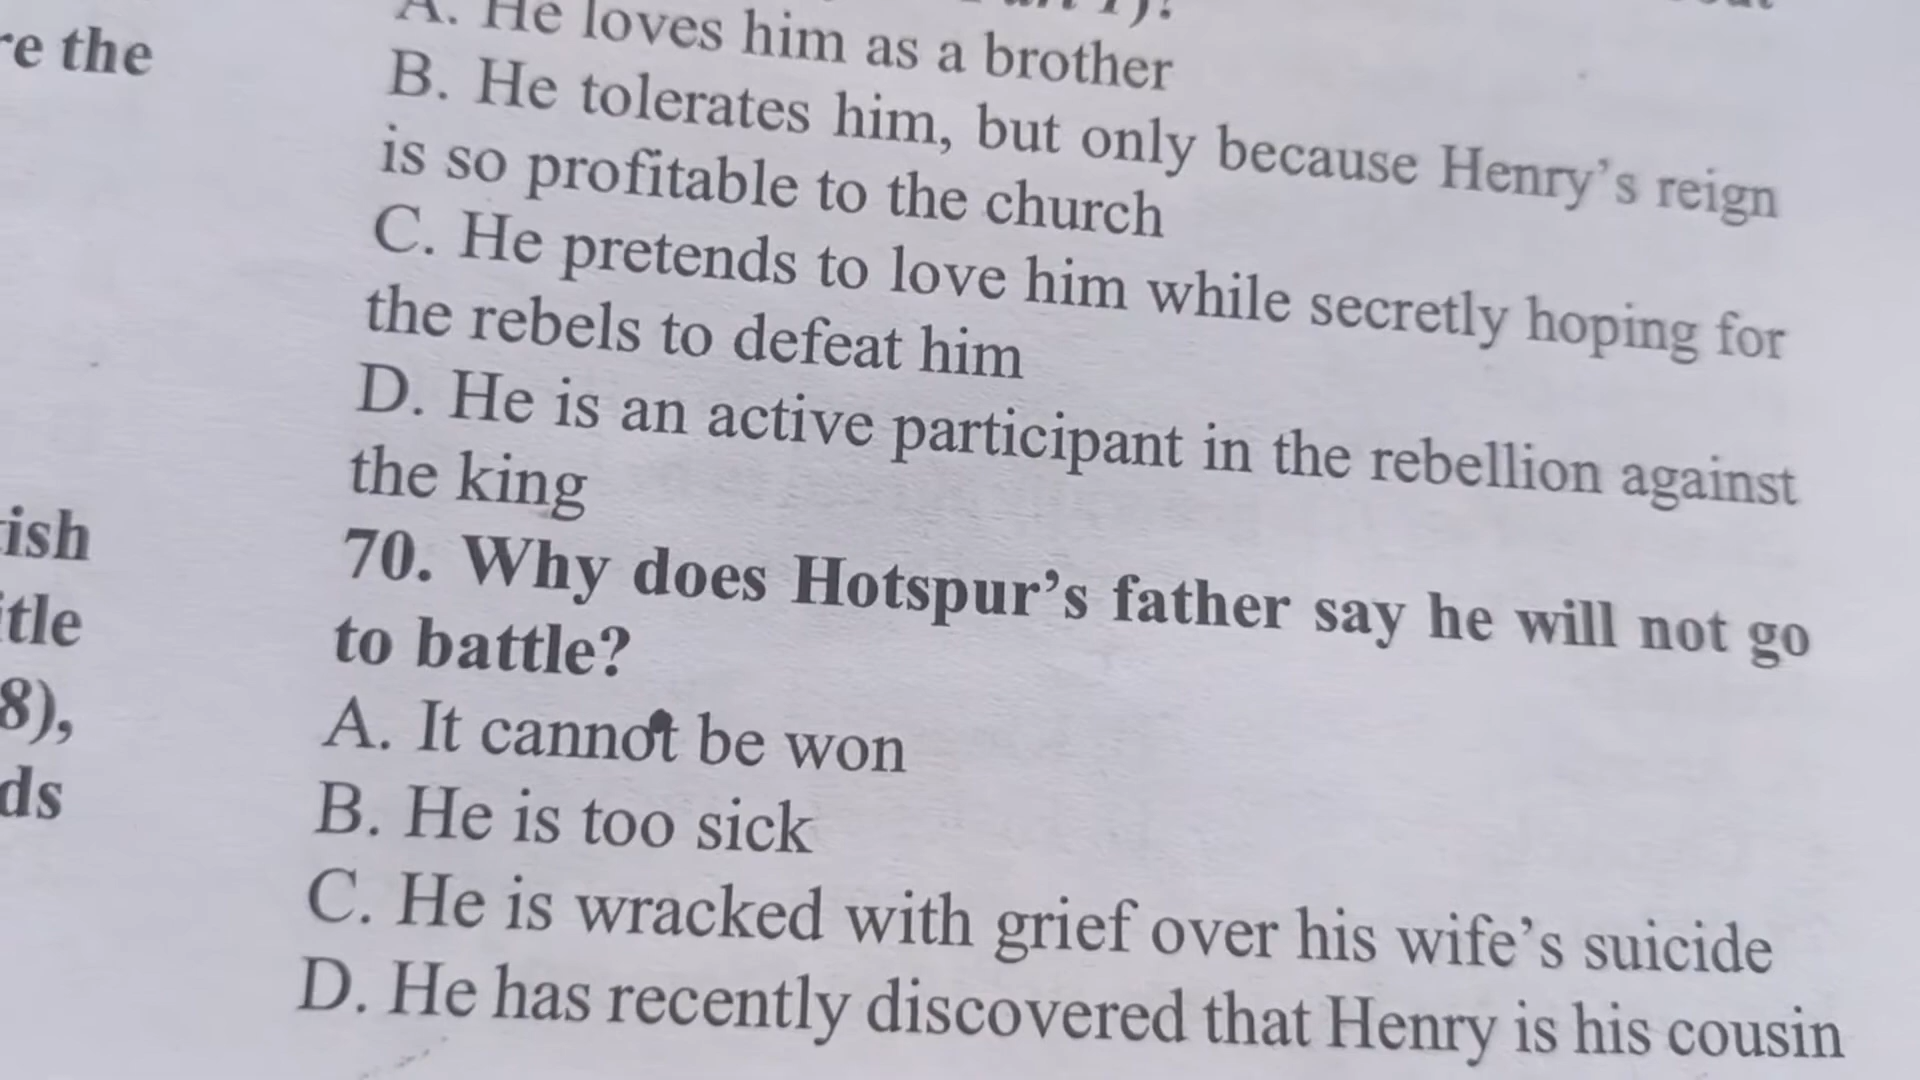 A. He loves him as a brother
B. He tolerates him, but only because Henry's reign
is so profitable to the church
C. He pretends to love him while secretly hoping for
the rebels to defeat him
D. He is an active participant in the rebellion against
the king
70. Why does Hotspur's father say he will not go
to battle?
A. It cannot be won
B. He is too sick
C. He is wracked with grief over his wife's suicide
D. He has recently discovered that Henry is his cousin
the
ish
8),
ds